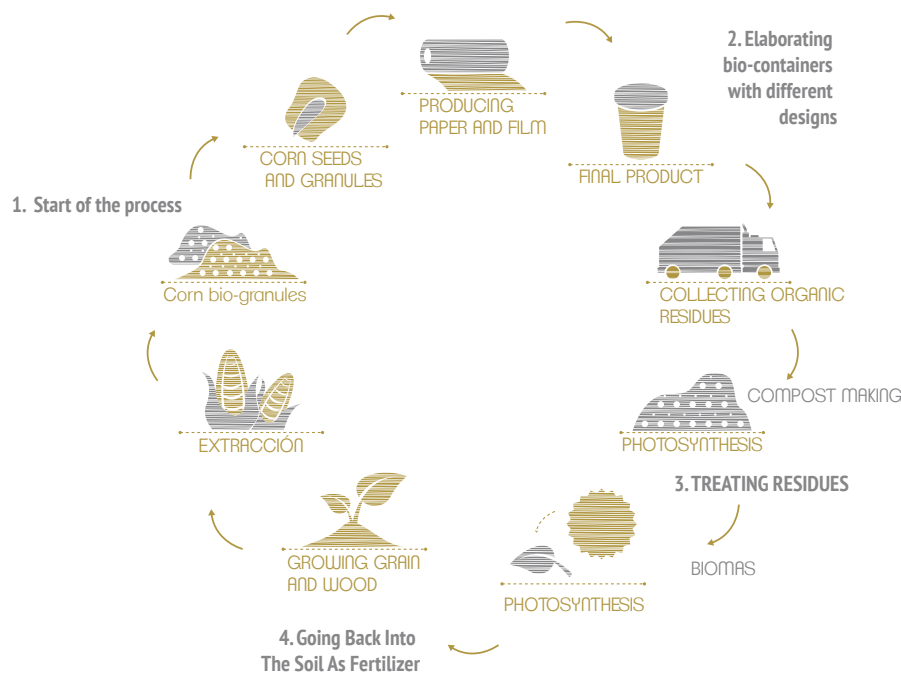 2. Elaborating
bio-containers
with different
designs
PRODUCING
PAPER AND FILM
CORN SEEDS
AND GRANULES
FINAL PRODUCT
1. Start of the process
Corn bio-granules
COLLECTING ORGANIC
RESIDUES
COMPOST MAKING
EXTRACCIÓN
PHOTOSYNTHESIS
3. TREATING RESIDUES
GROWING GRAIN
AND WOOD
BIOMAS
PHOTOSYNTHESIS
4. Going Back Into
The Soil As Fertilizer